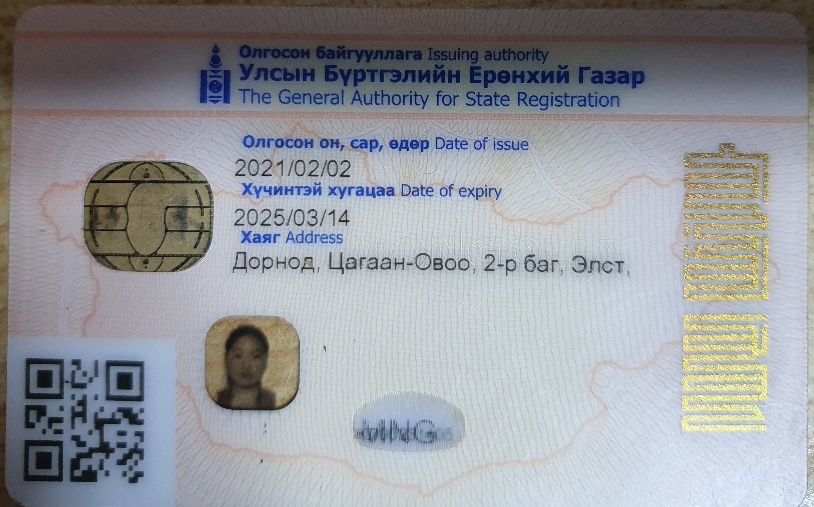 Олгосон байгууллага Issuing authority
Улсын Бүртгэлийн Ерөнхий Газар
The General Authority for State Registration
Олгосон он, сар, өдөр Date of issue
2021/02/02
Хүчинтэй хугацаа Date of expiry
2025/03/14
Хаяг Address
Дорнод, Цагаан-Овоо, 2-р баг, Элст,